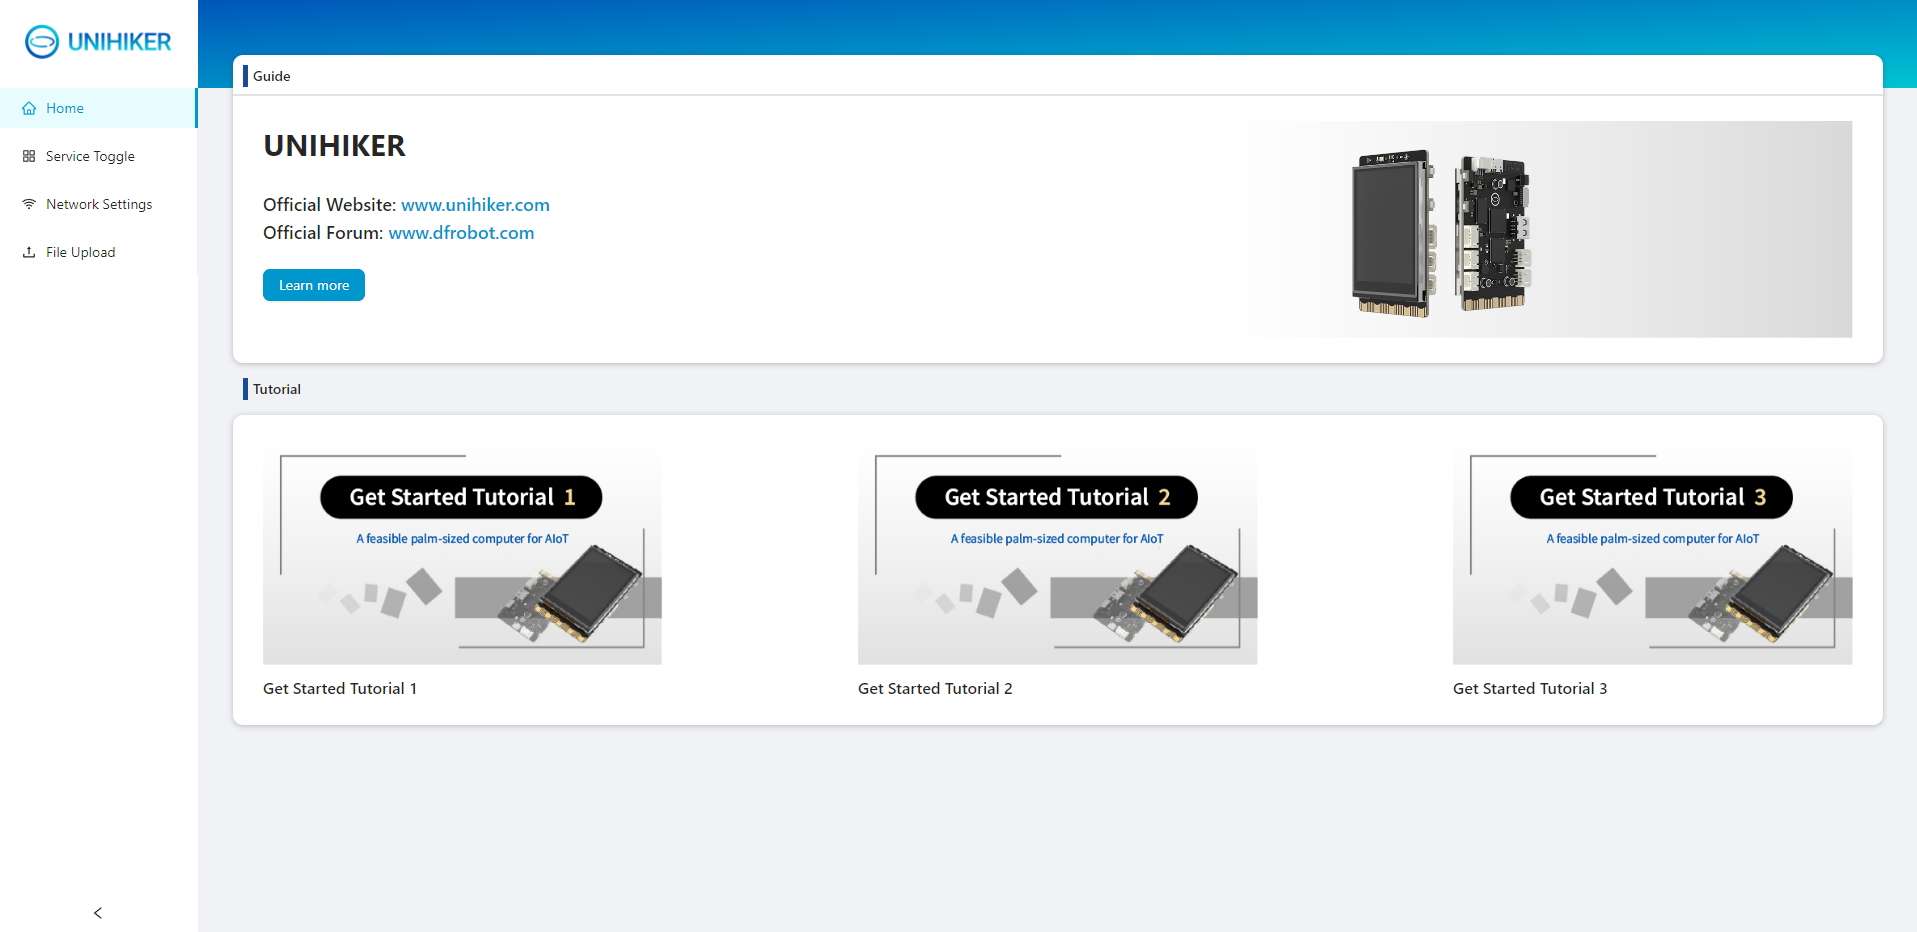 UNIHIKER
Home
Service Toggle
Network Settings
File Upload
Guide
UNIHIKER
Official Website: www.unihiker.com
Official Forum: www.dfrobot.com
Learn more
Tutorial
Get Started Tutorial 1
A feasible palm-sized computer for AIoT
Get Started Tutorial 1
Get Started Tutorial 2
A feasible palm-sized computer for AIoT
Get Started Tutorial 2
Get Started Tutorial 3
A feasible palm-sized computer for AIoT
Get Started Tutorial 3